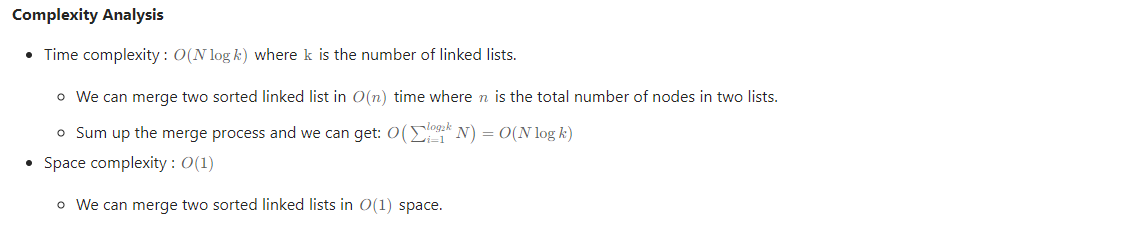 Complexity Analysis
• Time complexity : O(N log k) where k is the number of linked lists.
◦ We can merge two sorted linked list in O(n) time where n is the total number of nodes in two lists.
◦ Sum up the merge process and we can get: O(∑_{i=1}^{log₂k} N) = O(N log k)
• Space complexity : O(1)
◦ We can merge two sorted linked lists in O(1) space.